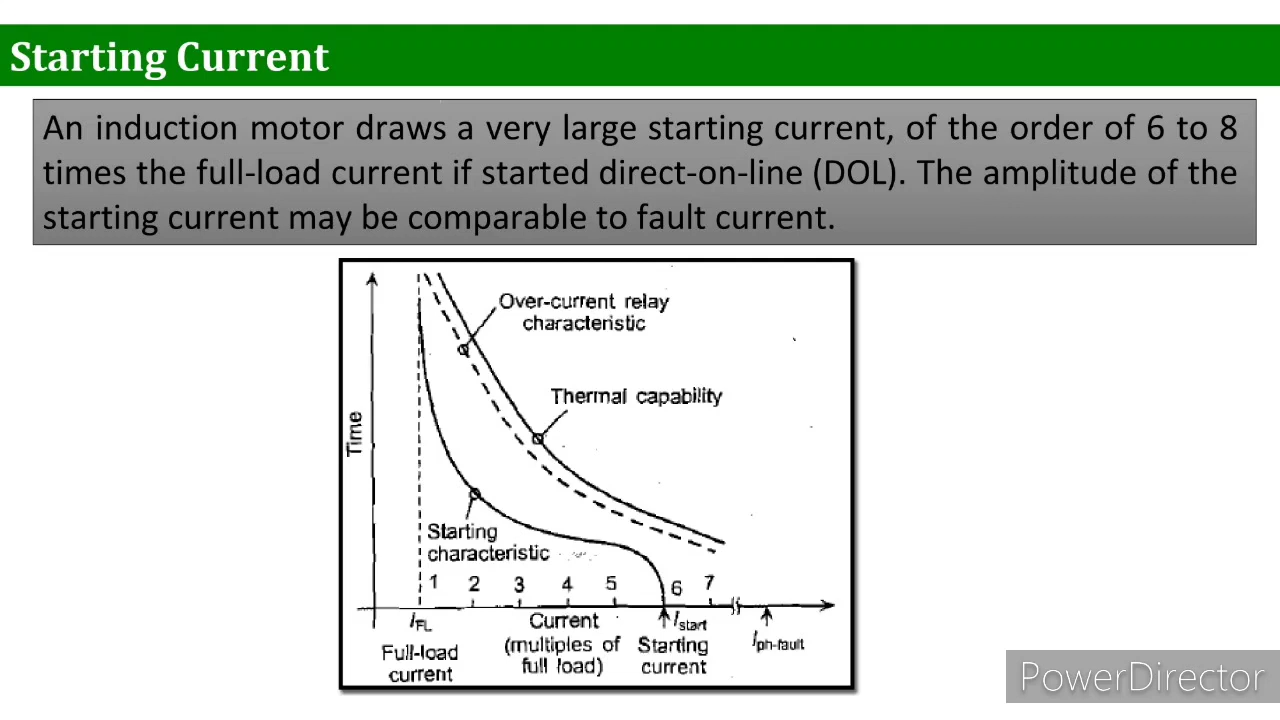 Starting Current
An induction motor draws a very large starting current, of the order of 6 to 8
times the full-load current if started direct-on-line (DOL). The amplitude of the
starting current may be comparable to fault current.
Over-current relay
characteristic
Thermal capability
Time
Starting
characteristic
1 2 3 4 5 6 7
IFL Current Istart Iph-fault
Full-load (multiples of Starting
current full load) current
PowerDirector